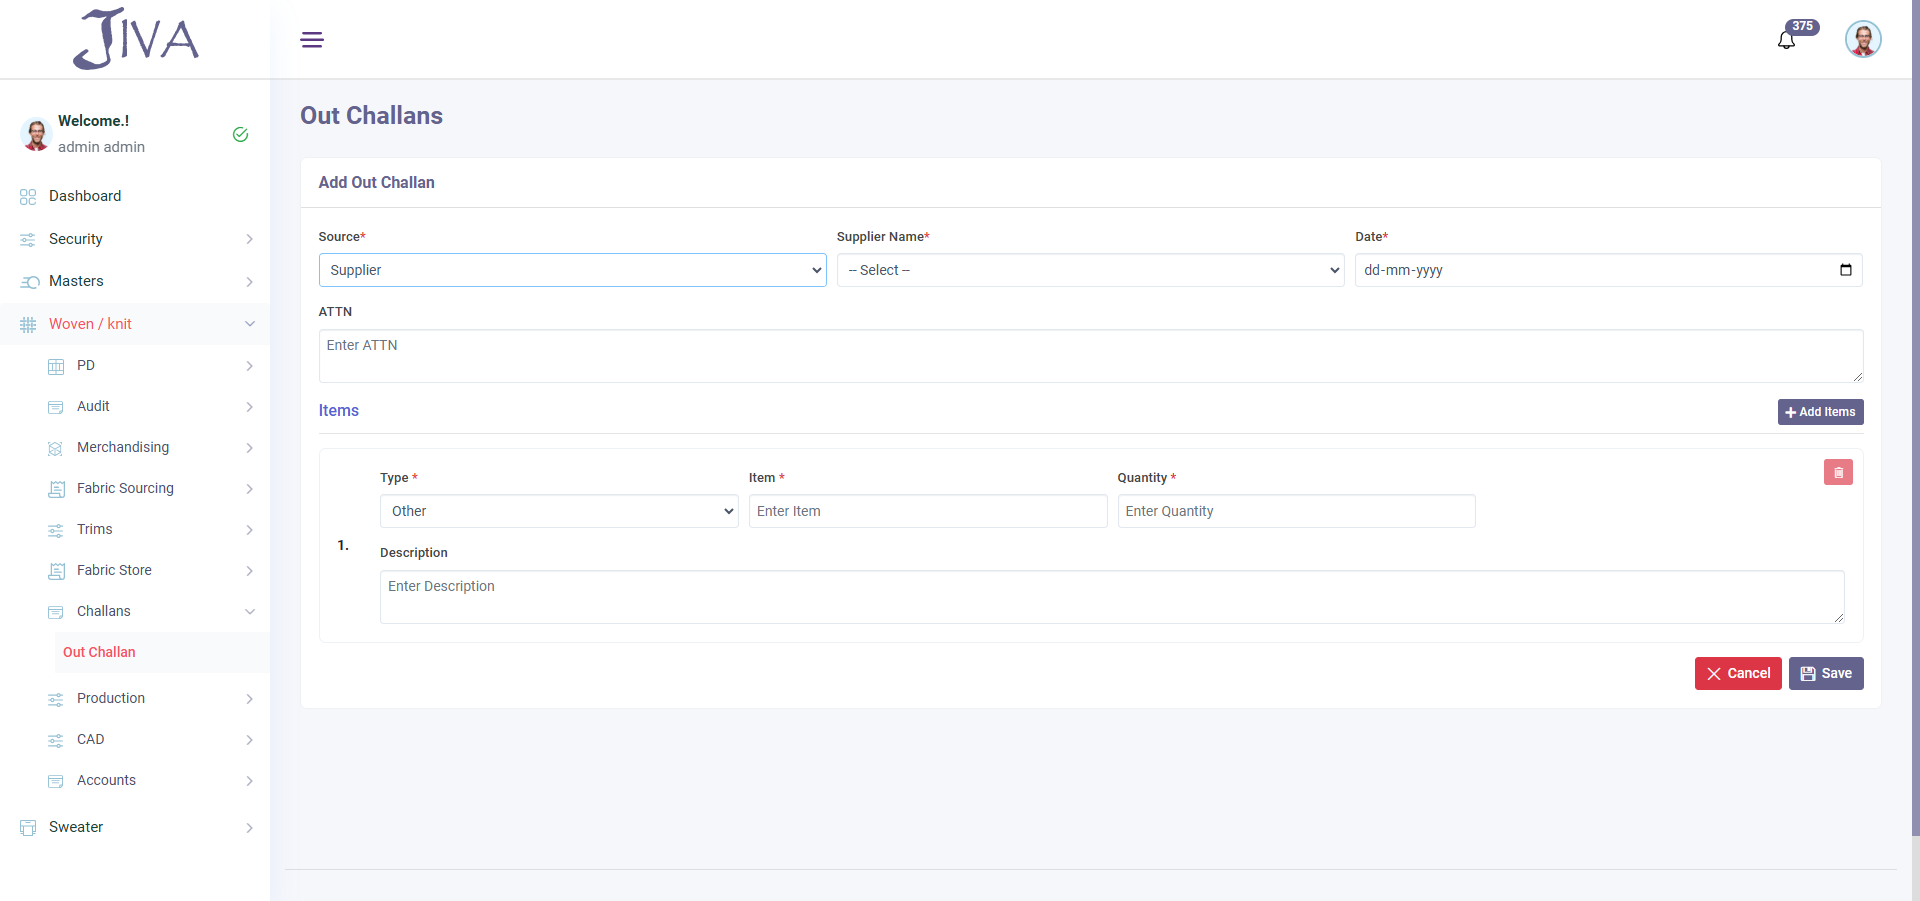 JIVA
375
Welcome.!
admin admin
Dashboard
Security
Masters
Woven / knit
PD
Audit
Merchandising
Fabric Sourcing
Trims
Fabric Store
Challans
Out Challan
Production
CAD
Accounts
Sweater
Out Challans
Add Out Challan
Source* Supplier Name* Date*
Supplier -- Select -- dd-mm-yyyy
ATTN
Enter ATTN
Items Add Items
Type * Item * Quantity *
Other Enter Item Enter Quantity
1.
Description
Enter Description
Cancel Save